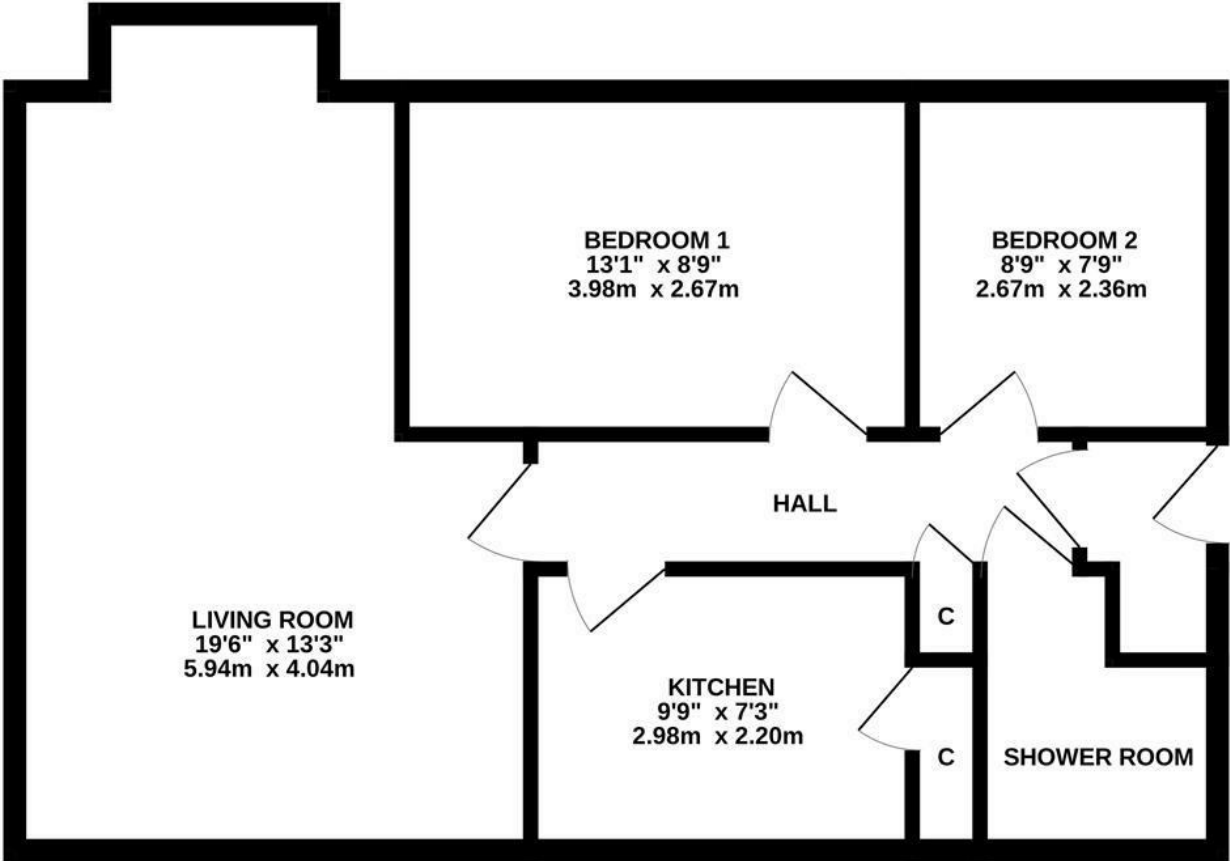 BEDROOM 1
13'1" x 8'9"
3.98m x 2.67m
BEDROOM 2
8'9" x 7'9"
2.67m x 2.36m
HALL
LIVING ROOM
19'6" x 13'3"
5.94m x 4.04m
C
KITCHEN
9'9" x 7'3"
2.98m x 2.20m
C
SHOWER ROOM